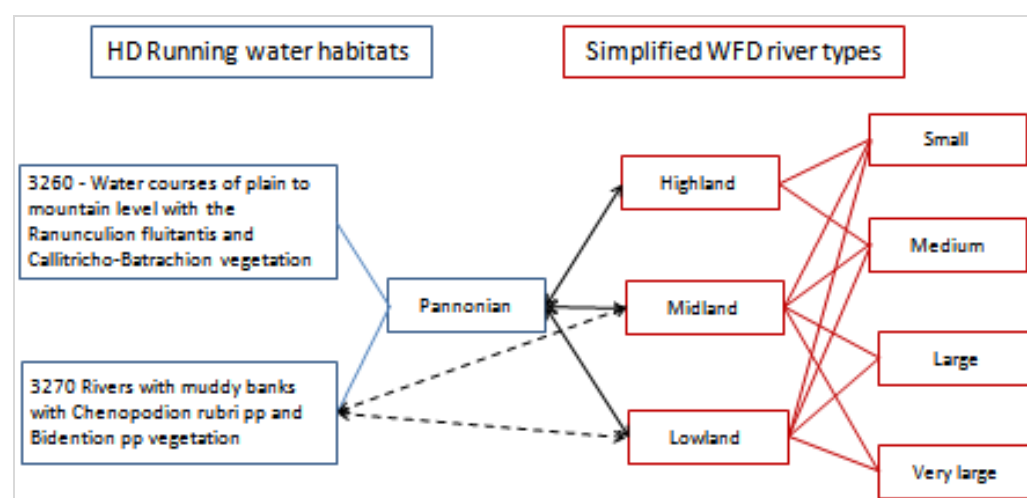 HD Running water habitats
Simplified WFD river types
3260 - Water courses of plain to
mountain level with the
Ranunculion fluitantis and
Callitricho-Batrachion vegetation
3270 Rivers with muddy banks
with Chenopodion rubri pp and
Bidention pp vegetation
Pannonian
Highland
Midland
Lowland
Small
Medium
Large
Very large